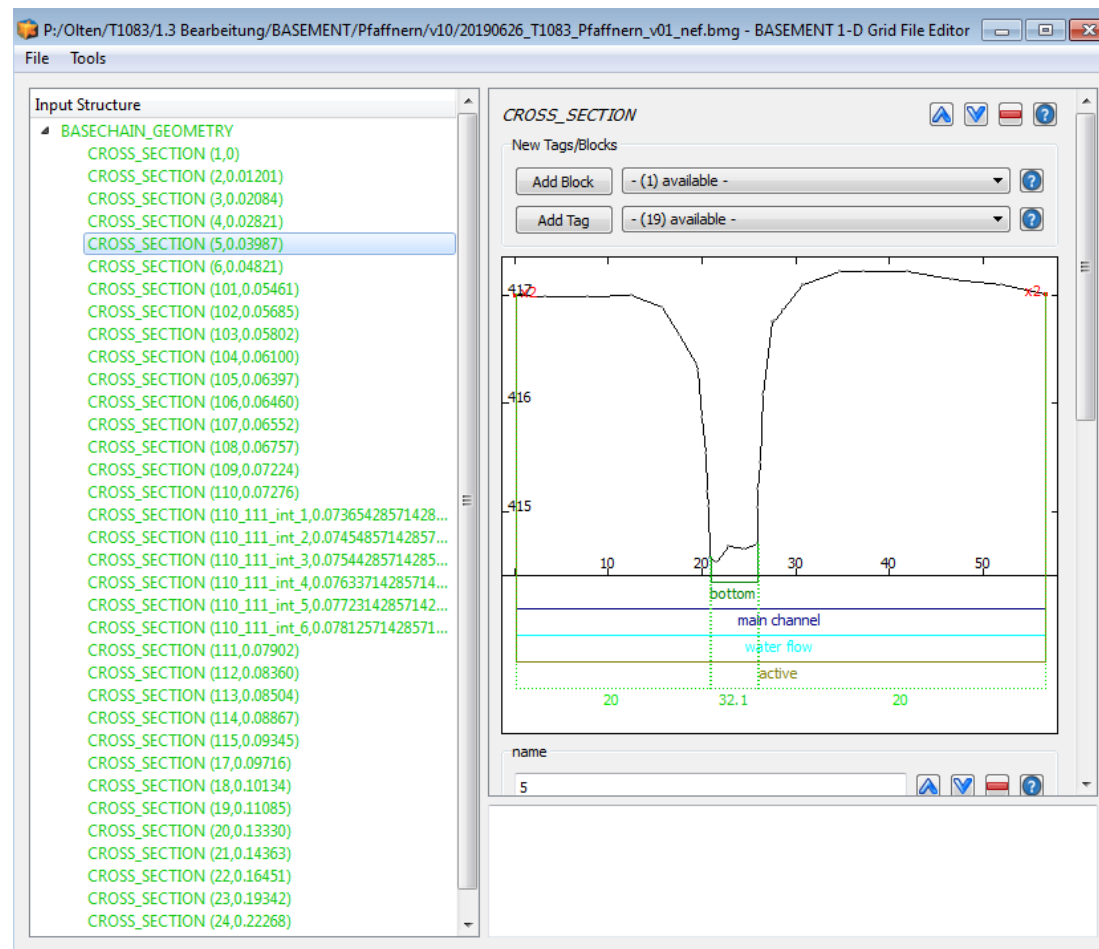 P:/Olten/T1083/1.3 Bearbeitung/BASEMENT/Pfaffnern/v10/20190626_T1083_Pfaffnern_v01_nef.bmg - BASEMENT 1-D Grid File Editor
File Tools
Input Structure
BASECHAIN_GEOMETRY
CROSS_SECTION (1,0)
CROSS_SECTION (2,0.01201)
CROSS_SECTION (3,0.02084)
CROSS_SECTION (4,0.02821)
CROSS_SECTION (5,0.03987)
CROSS_SECTION (6,0.04821)
CROSS_SECTION (101,0.05461)
CROSS_SECTION (102,0.05685)
CROSS_SECTION (103,0.05802)
CROSS_SECTION (104,0.06100)
CROSS_SECTION (105,0.06397)
CROSS_SECTION (106,0.06460)
CROSS_SECTION (107,0.06552)
CROSS_SECTION (108,0.06757)
CROSS_SECTION (109,0.07224)
CROSS_SECTION (110,0.07276)
CROSS_SECTION (110_111_int_1,0.07365428571428...
CROSS_SECTION (110_111_int_2,0.07454857142857...
CROSS_SECTION (110_111_int_3,0.07544285714285...
CROSS_SECTION (110_111_int_4,0.07633714285714...
CROSS_SECTION (110_111_int_5,0.07723142857142...
CROSS_SECTION (110_111_int_6,0.07812571428571...
CROSS_SECTION (111,0.07902)
CROSS_SECTION (112,0.08360)
CROSS_SECTION (113,0.08504)
CROSS_SECTION (114,0.08867)
CROSS_SECTION (115,0.09345)
CROSS_SECTION (17,0.09716)
CROSS_SECTION (18,0.10134)
CROSS_SECTION (19,0.11085)
CROSS_SECTION (20,0.13330)
CROSS_SECTION (21,0.14363)
CROSS_SECTION (22,0.16451)
CROSS_SECTION (23,0.19342)
CROSS_SECTION (24,0.22268)
CROSS_SECTION
New Tags/Blocks
Add Block - (1) available -
Add Tag - (19) available -
417 x2 x2
416
415
10 20 30 40 50
bottom
main channel
water flow
active
20 32.1 20
name
5